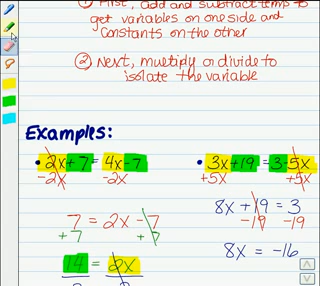 ① First, add and subtract temp to
get variables on one side and
constants on the other
② Next, multiply or divide to
isolate the variable
Examples:
• 2x+7 = 4x-7
-2x -2x
7 = 2x - 7
+7 +7
14 = 2x
• 3x+19 = 3-5x
+5x +5x
8x + 19 = 3
-19 -19
8x = -16